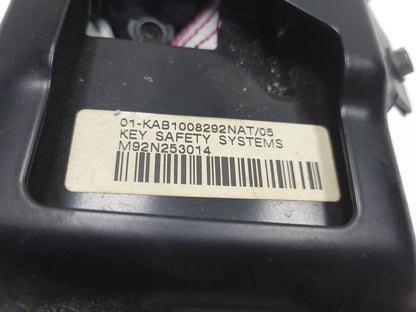 01-KAB1008292NAT/05
KEY SAFETY SYSTEMS
M92N253014